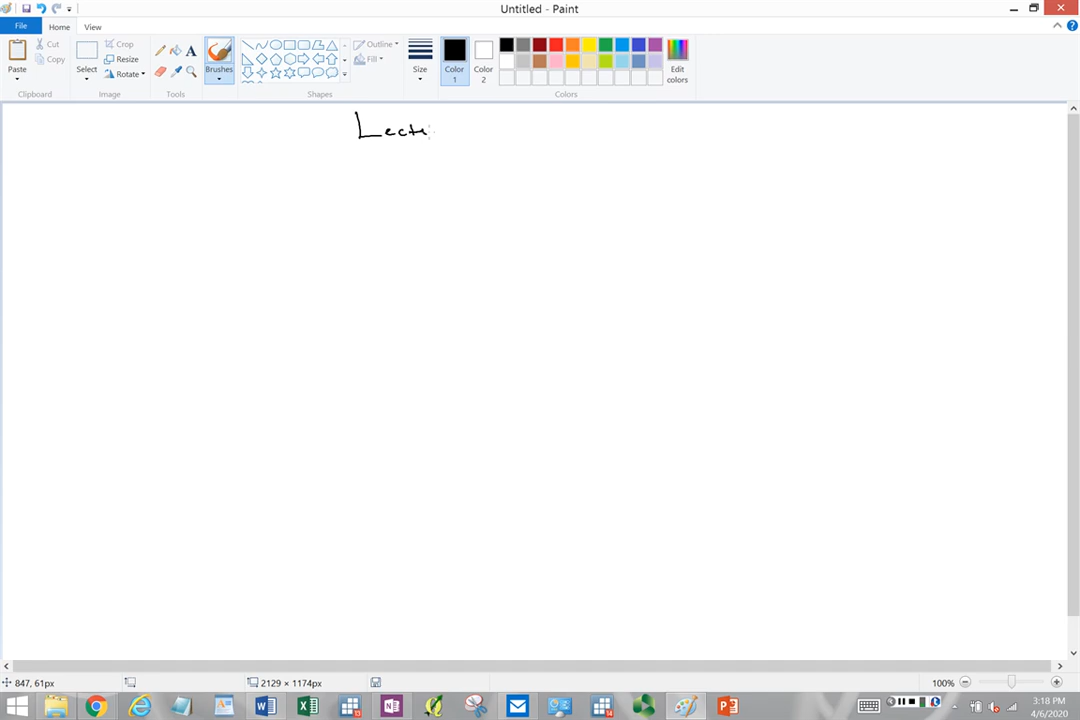 Untitled - Paint
File Home View
Paste
Cut
Copy
Clipboard
Select
Crop
Resize
Rotate
Image
Tools
Brushes
Shapes
Outline
Fill
Size
Color 1
Color 2
Edit colors
Colors
Lectu
847, 61px
2129 × 1174px
100%
3:18 PM
4/6/2020